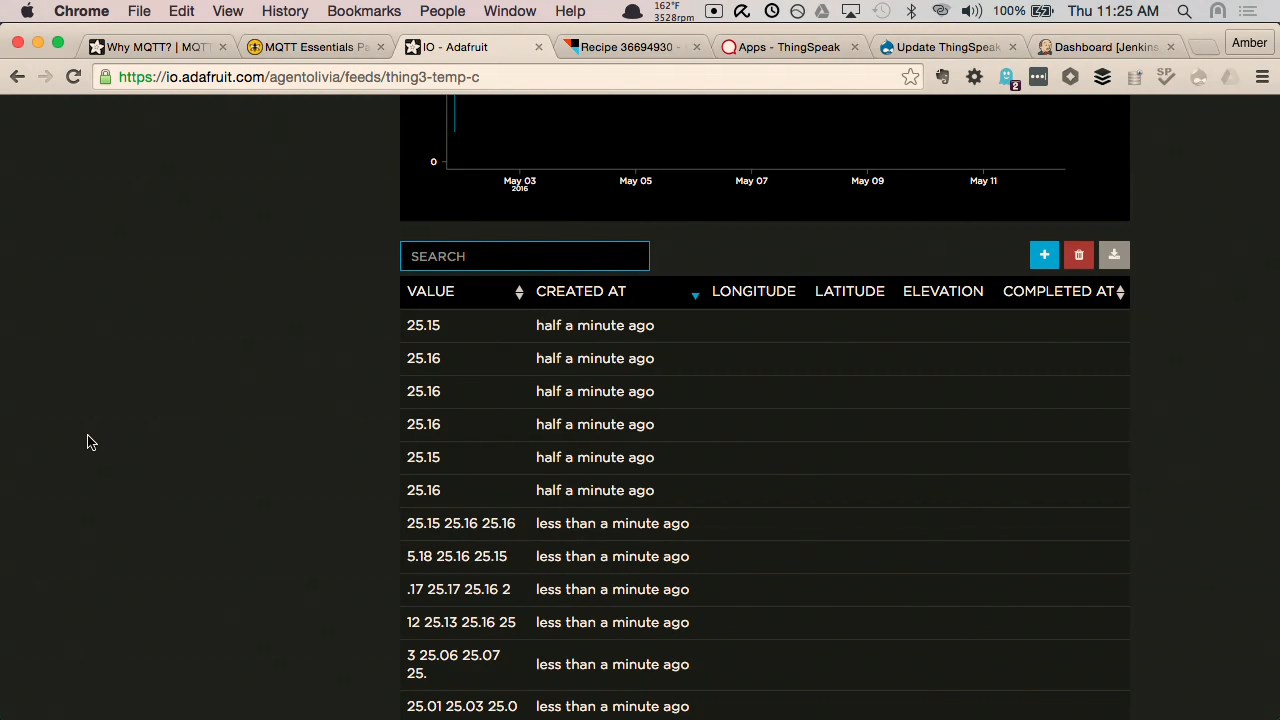 Chrome File Edit View History Bookmarks People Window Help 162°F 3528rpm 100% Thu 11:25 AM
Why MQTT? | MQT
MQTT Essentials Pa
IO - Adafruit
Recipe 36694930 -
Apps - ThingSpeak
Update ThingSpeak
Dashboard [Jenkins
Amber
https://io.adafruit.com/agentolivia/feeds/thing3-temp-c
2
SP
0
May 03 May 05 May 07 May 09 May 11
2016
SEARCH
VALUE CREATED AT LONGITUDE LATITUDE ELEVATION COMPLETED AT
25.15 half a minute ago
25.16 half a minute ago
25.16 half a minute ago
25.16 half a minute ago
25.15 half a minute ago
25.16 half a minute ago
25.15 25.16 25.16 less than a minute ago
5.18 25.16 25.15 less than a minute ago
.17 25.17 25.16 2 less than a minute ago
12 25.13 25.16 25 less than a minute ago
3 25.06 25.07
25. less than a minute ago
25.01 25.03 25.0 less than a minute ago